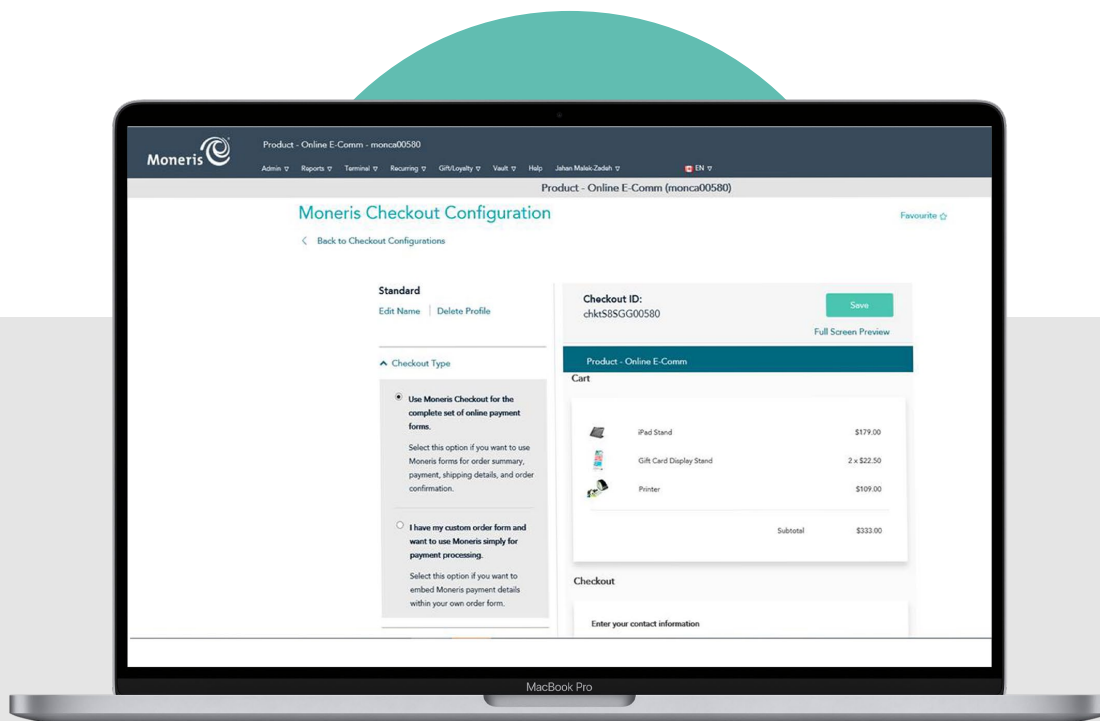 Moneris
Product - Online E-Comm - monca00580
Admin Reports Terminal Recurring Gift/Loyalty Vault Help Jahan Malek-Zadah EN
Product - Online E-Comm (monca00580)
Moneris Checkout Configuration
Favourite
Back to Checkout Configurations
Standard
Edit Name Delete Profile
Checkout Type
Use Moneris Checkout for the
complete set of online payment
forms.
Select this option if you want to use
Moneris forms for order summary,
payment, shipping details, and order
confirmation.
I have my custom order form and
want to use Moneris simply for
payment processing.
Select this option if you want to
embed Moneris payment details
within your own order form.
Checkout ID:
chktS8SGG00580
Save
Full Screen Preview
Product - Online E-Comm
Cart
iPad Stand $179.00
Gift Card Display Stand 2 x $22.50
Printer $109.00
Subtotal $333.00
Checkout
Enter your contact information
MacBook Pro